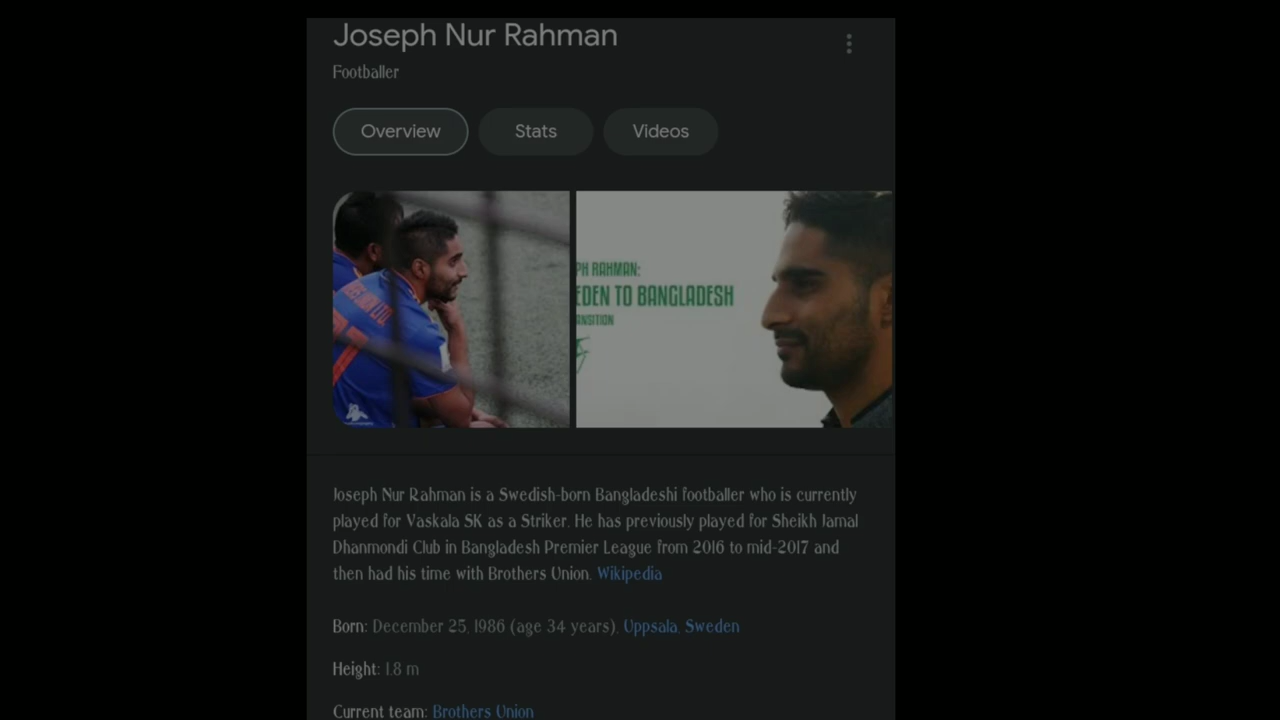 Joseph Nur Rahman
Footballer
Overview
Stats
Videos
PH RAHMAN:
EDEN TO BANGLADESH
ANSITION
Joseph Nur Rahman is a Swedish-born Bangladeshi footballer who is currently
played for Vaskala SK as a Striker. He has previously played for Sheikh Jamal
Dhanmondi Club in Bangladesh Premier League from 2016 to mid-2017 and
then had his time with Brothers Union. Wikipedia
Born: December 25, 1986 (age 34 years), Uppsala, Sweden
Height: 1.8 m
Current team: Brothers Union